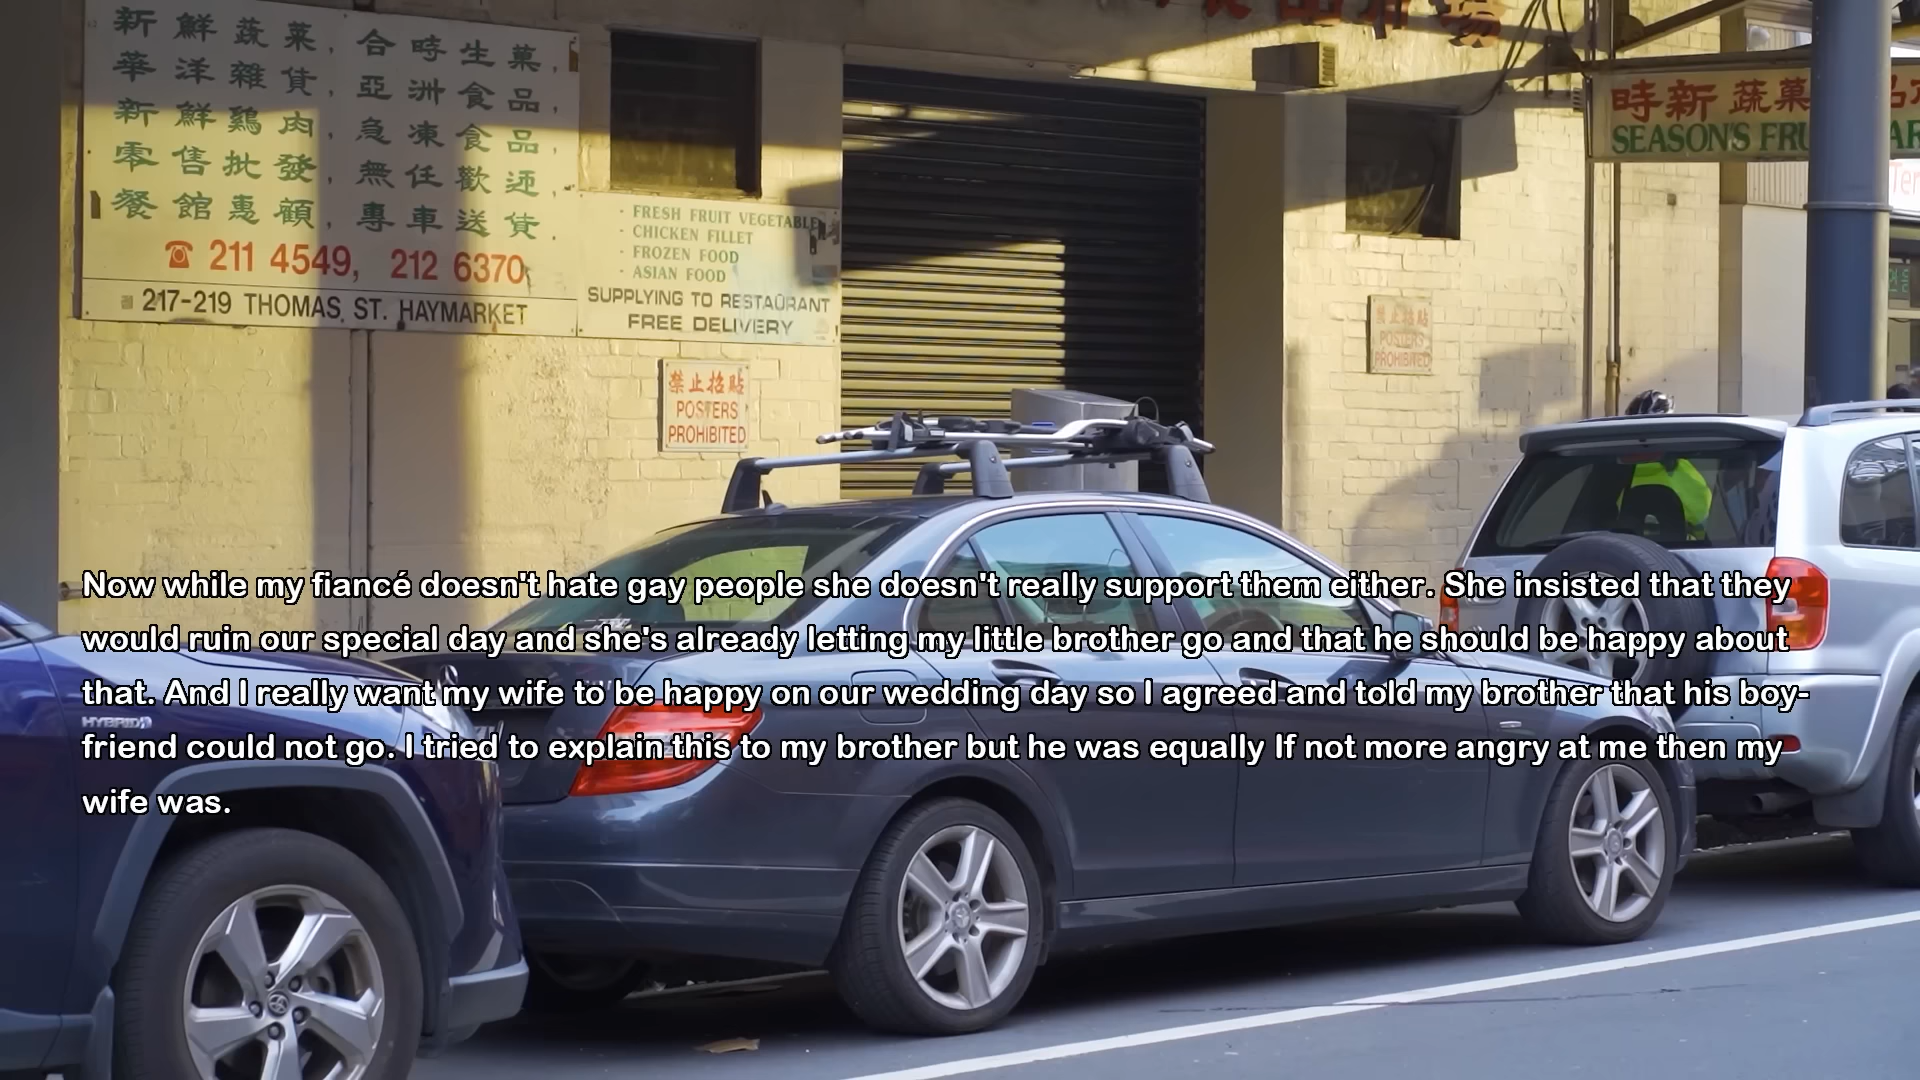 新鮮蔬菜，合時生菓，
華洋雜貨，亞洲食品，
新鮮鷄肉，急凍食品，
零售批發，無任歡迎，
餐館惠顧，專車送貨。
☎ 211 4549, 212 6370
217-219 THOMAS ST. HAYMARKET
· FRESH FRUIT VEGETABLE
· CHICKEN FILLET
· FROZEN FOOD
· ASIAN FOOD
SUPPLYING TO RESTAURANT
FREE DELIVERY
禁止招貼
POSTERS
PROHIBITED
禁止招貼
POSTERS
PROHIBITED
時新 蔬菓
SEASON'S FRU
Now while my fiancé doesn't hate gay people she doesn't really support them either. She insisted that they
would ruin our special day and she's already letting my little brother go and that he should be happy about
that. And I really want my wife to be happy on our wedding day so I agreed and told my brother that his boy-
friend could not go. I tried to explain this to my brother but he was equally If not more angry at me then my
wife was.
HYBRID